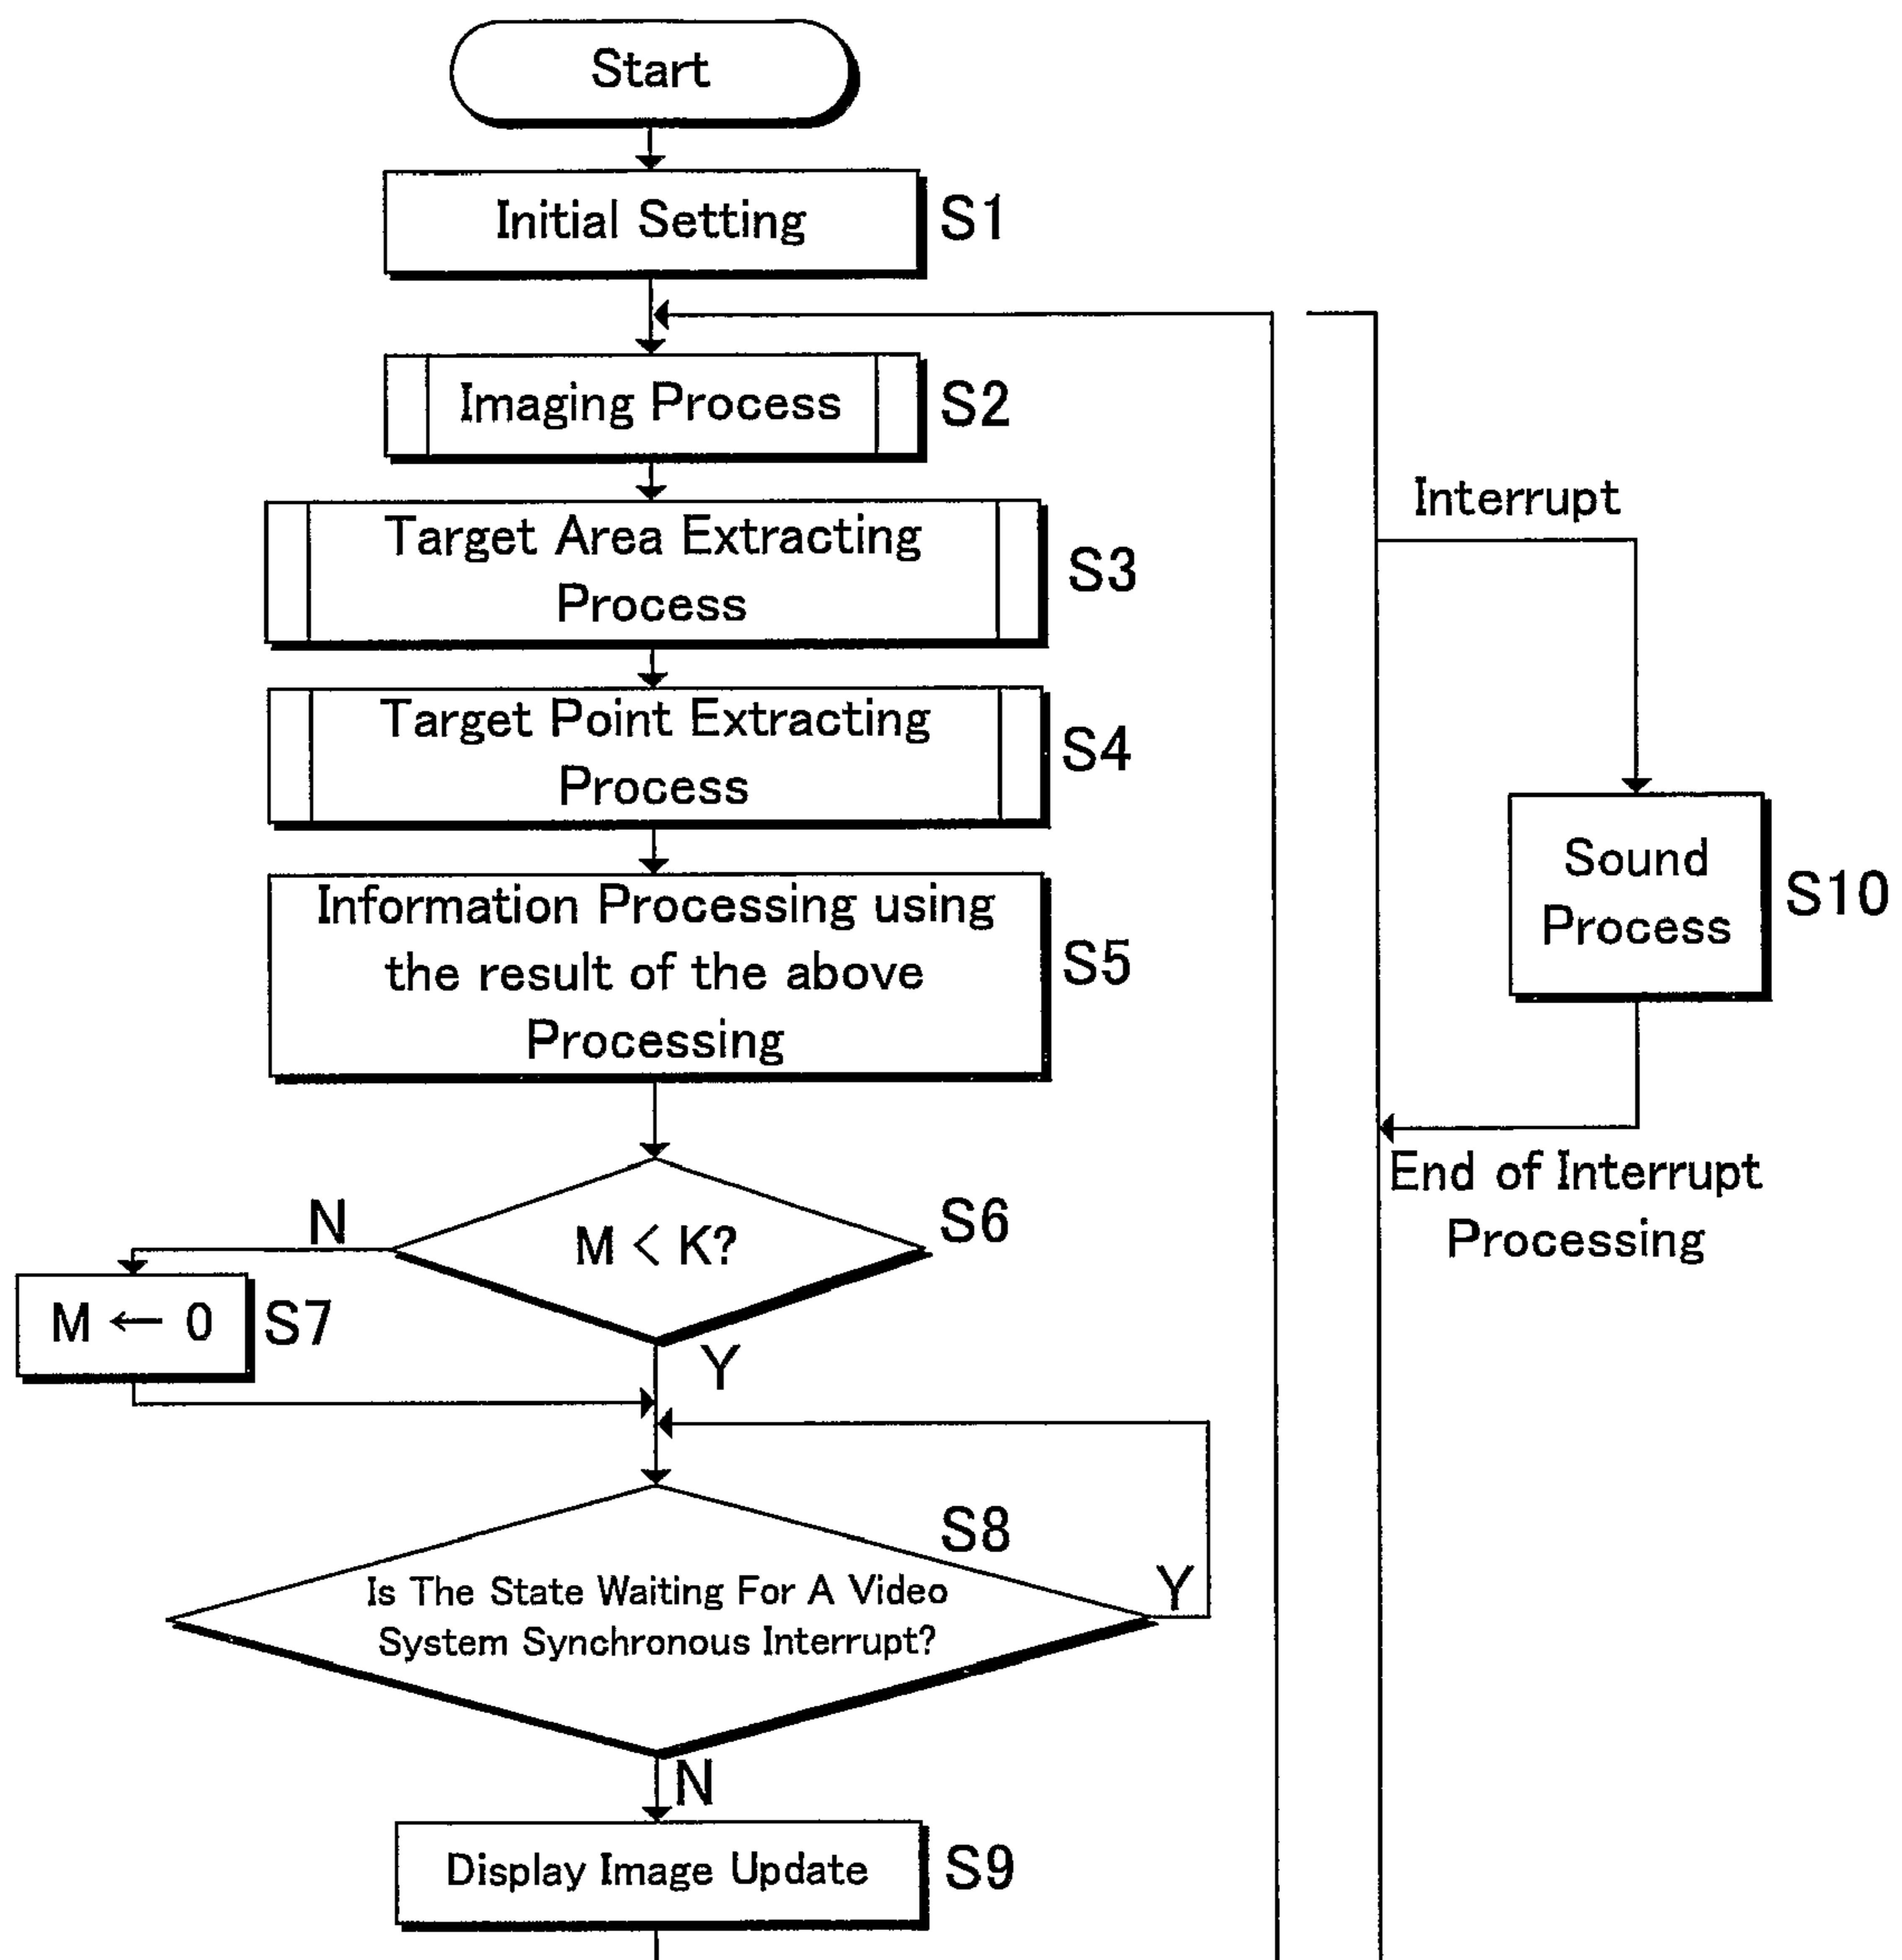 Start
Initial Setting
S1
Imaging Process
S2
Target Area Extracting
Process
S3
Target Point Extracting
Process
S4
Information Processing using
the result of the above
Processing
S5
M < K?
S6
N
Y
M ← 0
S7
Is The State Waiting For A Video
System Synchronous Interrupt?
S8
Y
N
Display Image Update
S9
Interrupt
Sound
Process
S10
End of Interrupt
Processing